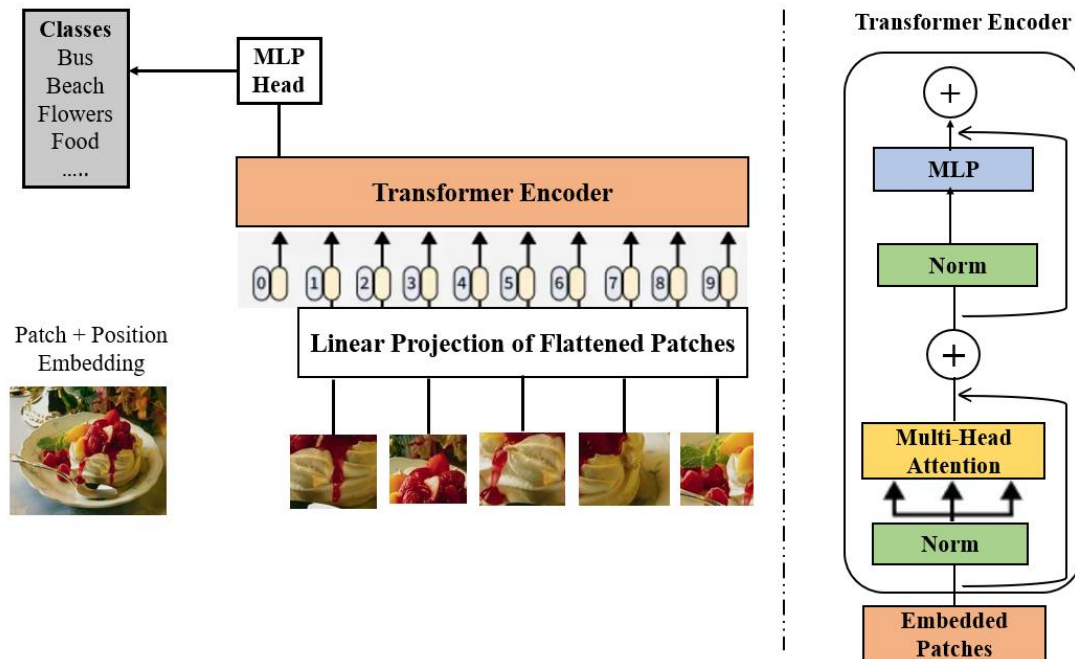 Classes
Bus
Beach
Flowers
Food
.....
MLP
Head
Transformer Encoder
0 1 2 3 4 5 6 7 8 9
Linear Projection of Flattened Patches
Patch + Position
Embedding
Transformer Encoder
+
MLP
Norm
+
Multi-Head
Attention
Norm
Embedded
Patches